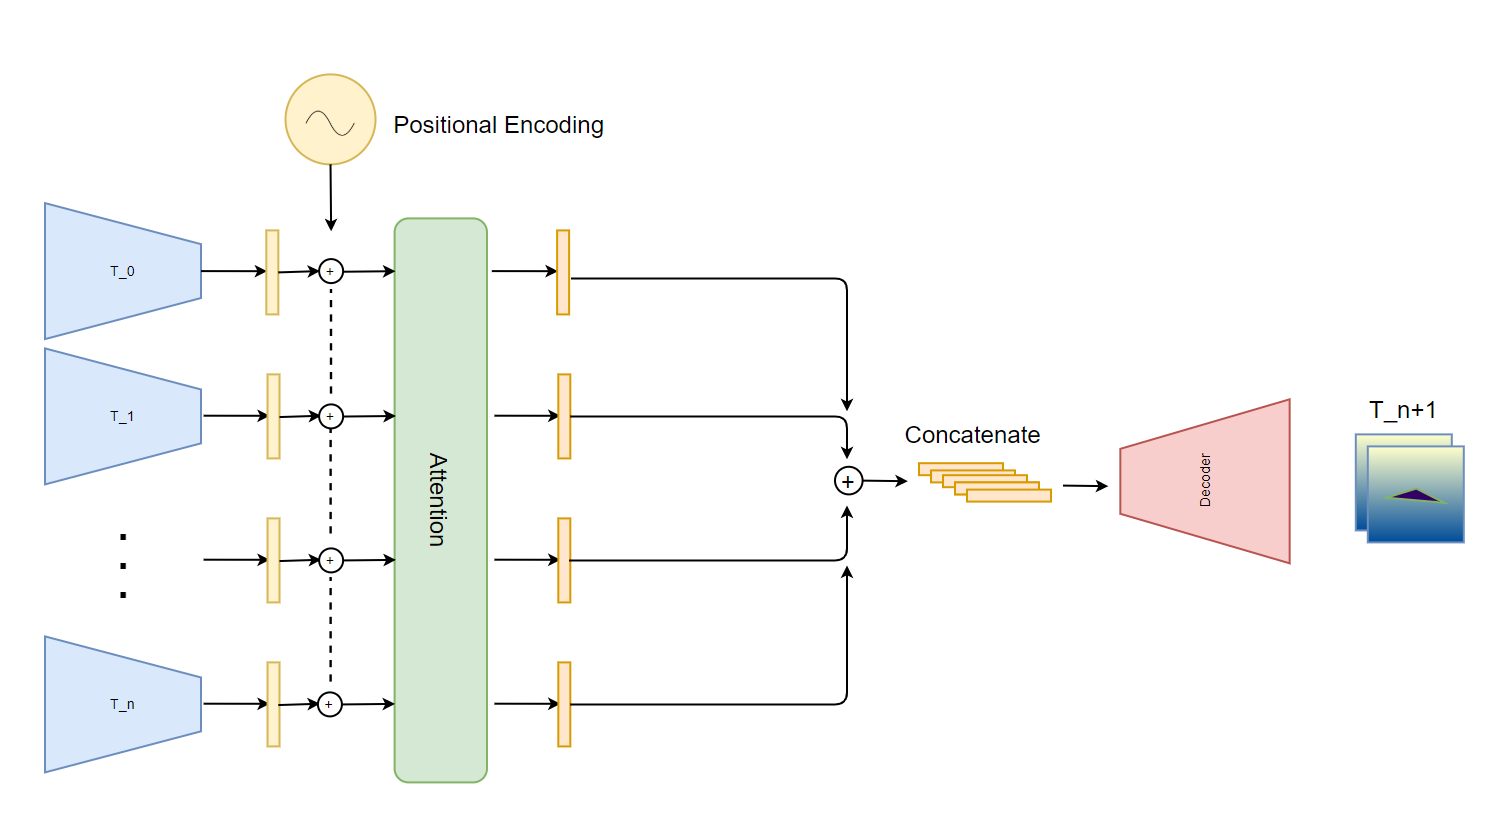 Positional Encoding
T_0
+
T_1
+
Attention
+
T_n
+
+
Concatenate
Decoder
T_n+1